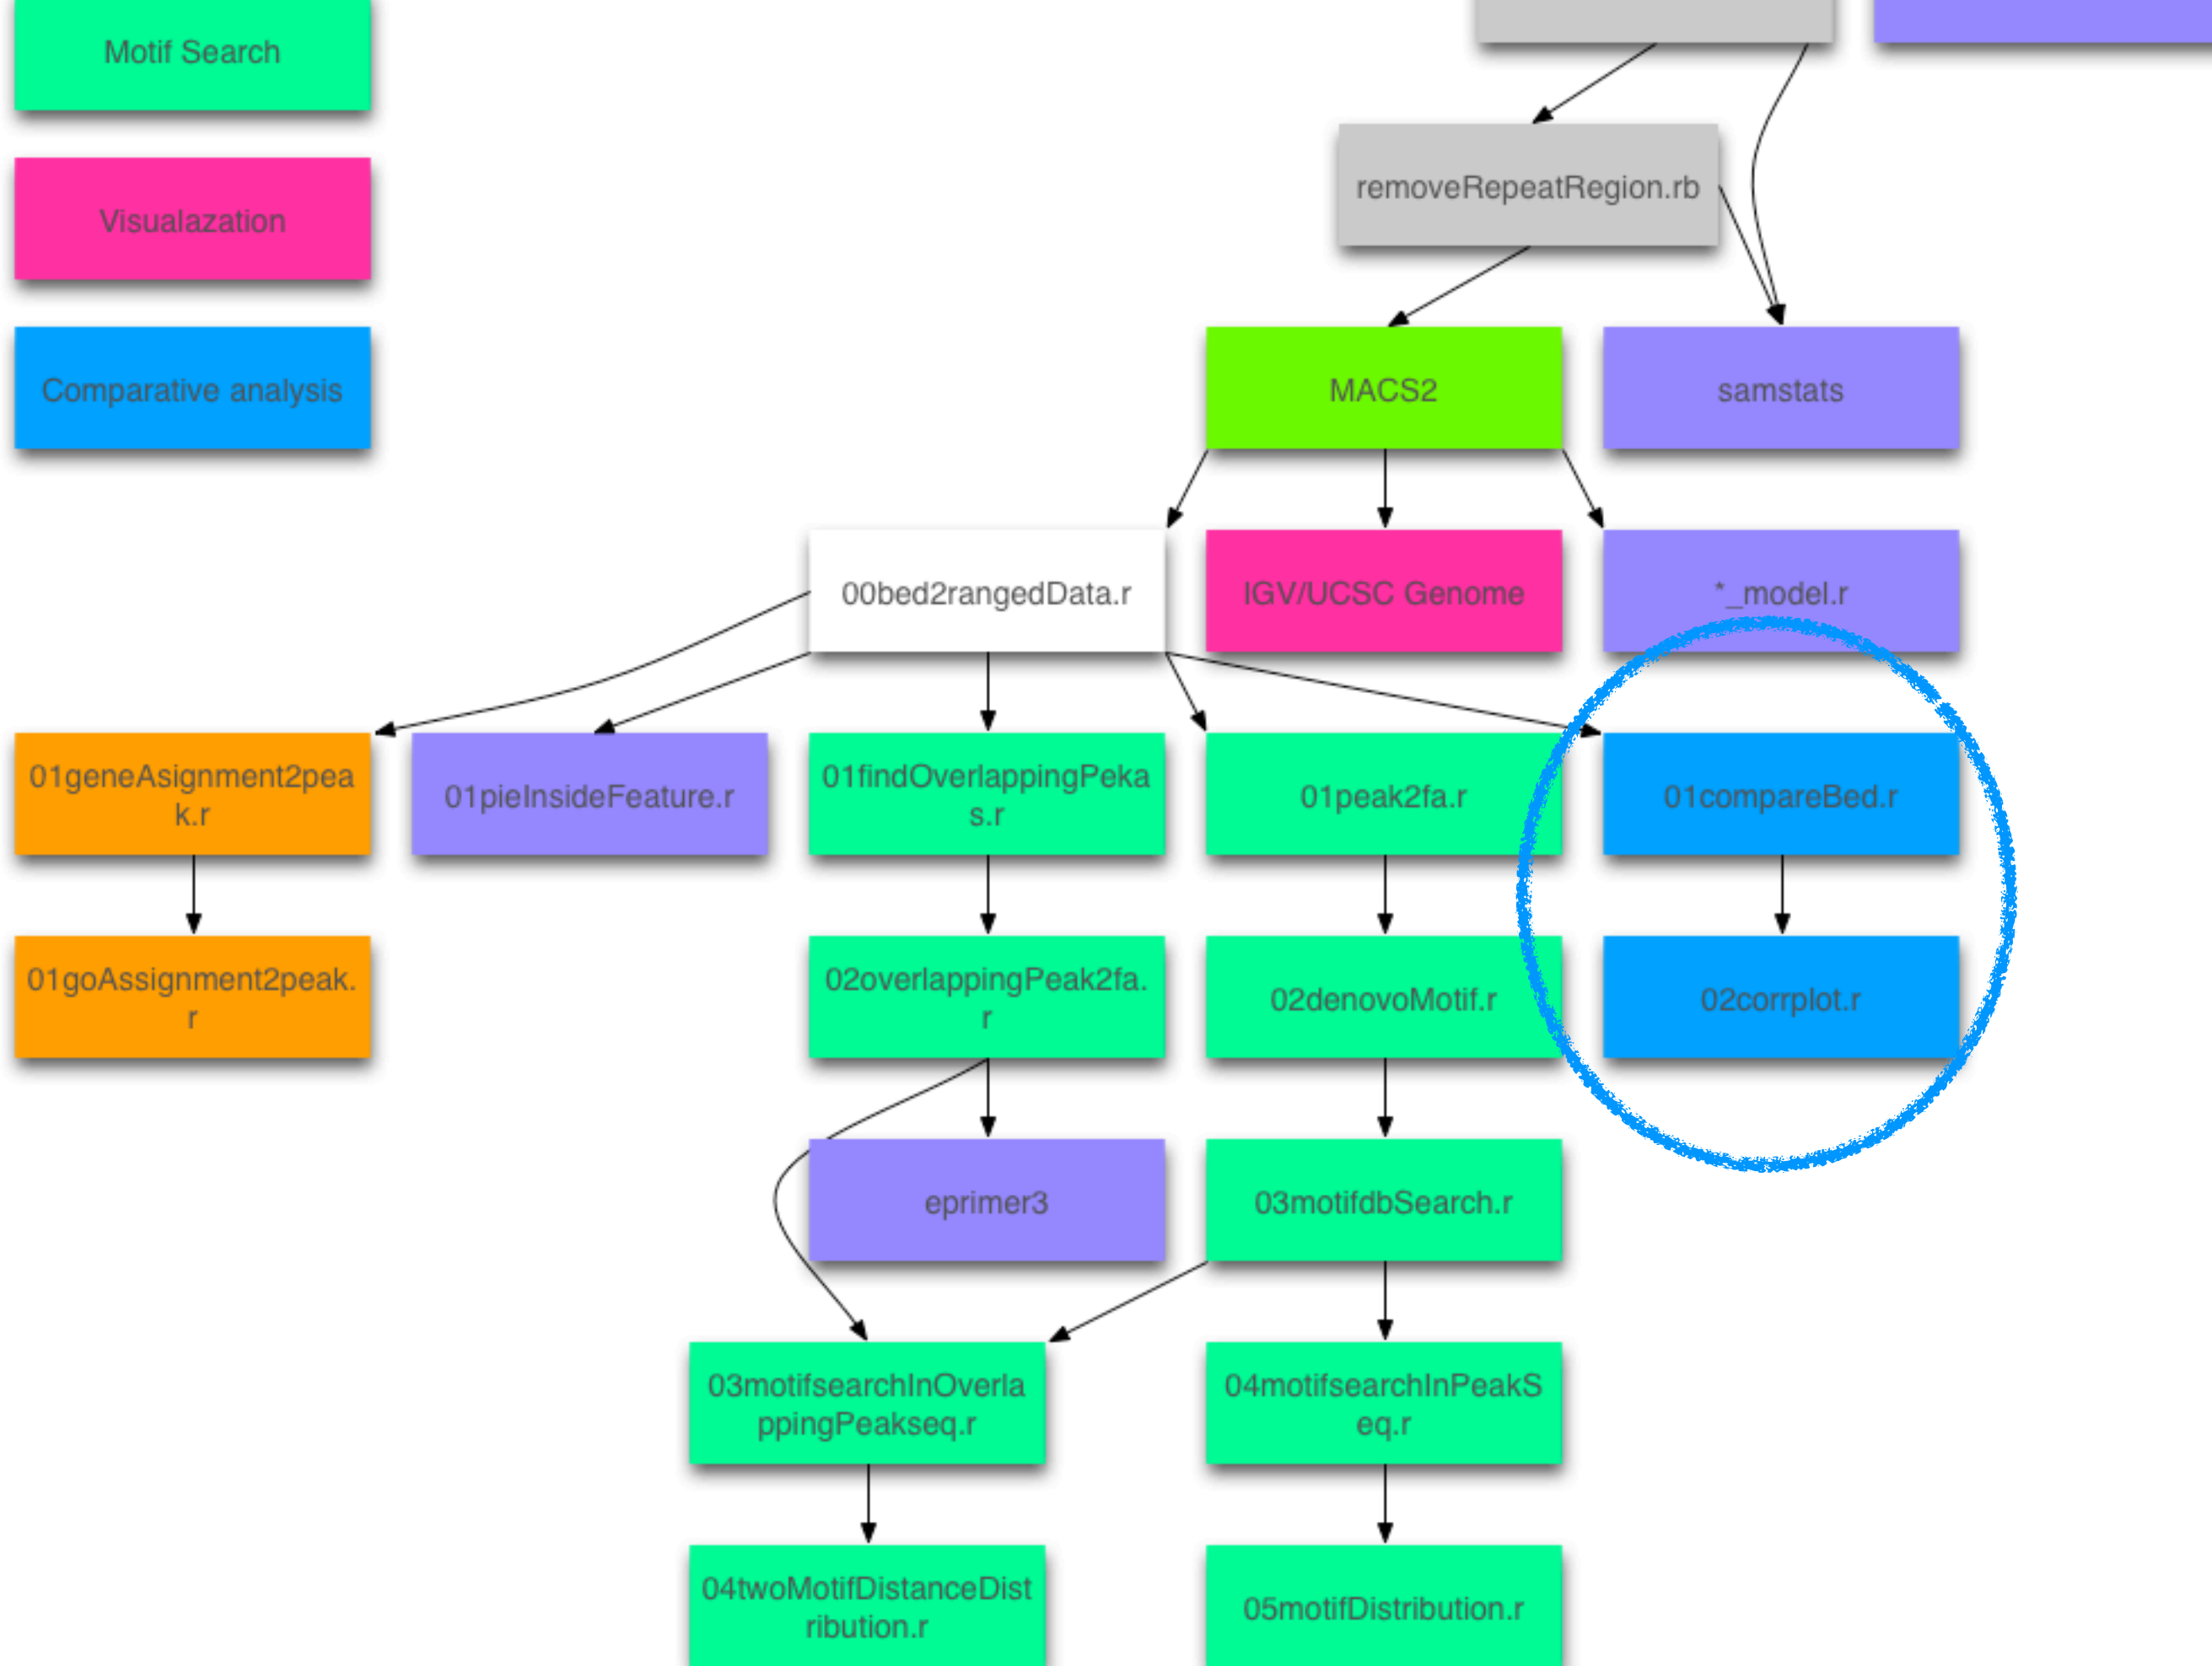 Motif Search
removeRepeatRegion.rb
Visualazation
Comparative analysis
MACS2
samstats
00bed2rangedData.r
IGV/UCSC Genome
*_model.r
01geneAsignment2pea
k.r
01pieInsideFeature.r
01findOverlappingPeka
s.r
01peak2fa.r
01compareBed.r
01goAssignment2peak.
r
02overlappingPeak2fa.
r
02denovoMotif.r
02corrplot.r
eprimer3
03motifdbSearch.r
03motifsearchInOverla
ppingPeakseq.r
04motifsearchInPeakS
eq.r
04twoMotifDistanceDist
ribution.r
05motifDistribution.r